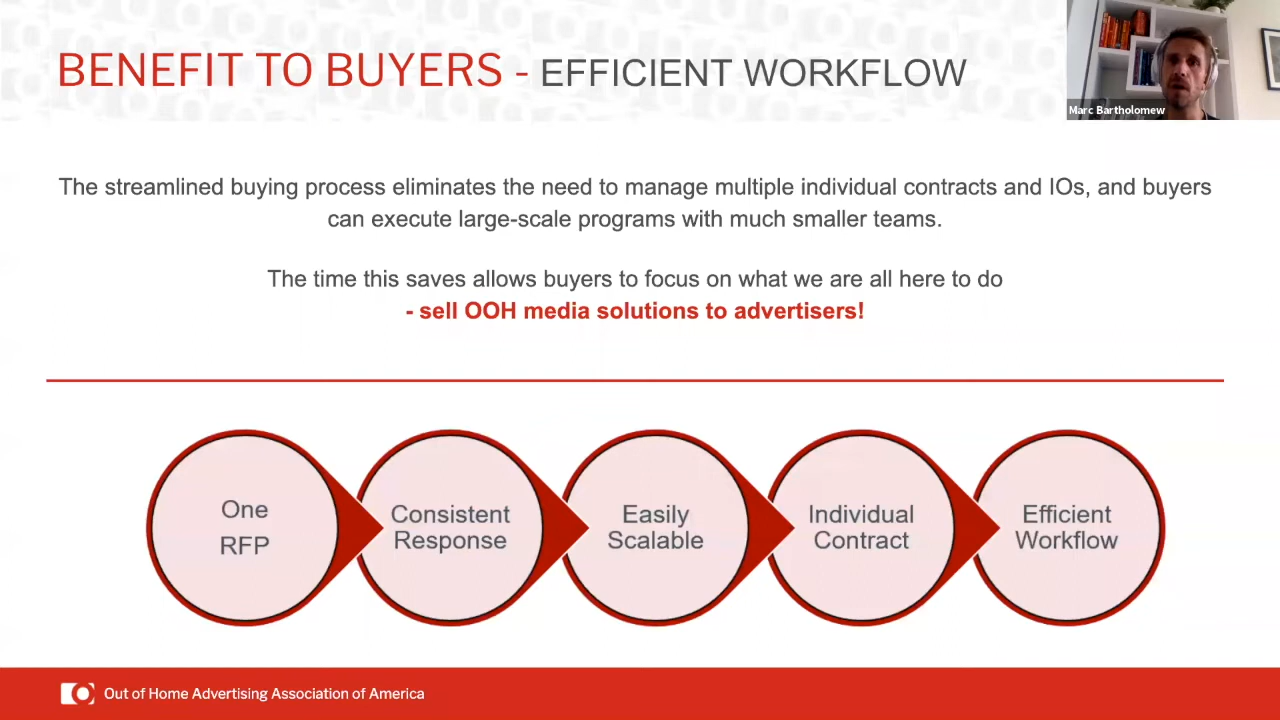 BENEFIT TO BUYERS - EFFICIENT WORKFLOW
Marc Bartholomew
The streamlined buying process eliminates the need to manage multiple individual contracts and IOs, and buyers
can execute large-scale programs with much smaller teams.
The time this saves allows buyers to focus on what we are all here to do
- sell OOH media solutions to advertisers!
One
RFP
Consistent
Response
Easily
Scalable
Individual
Contract
Efficient
Workflow
Out of Home Advertising Association of America